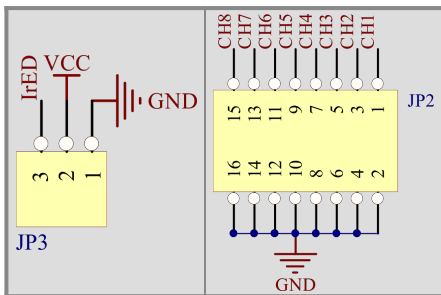 IrED
VCC
GND
3 2 1
JP3
CH8 CH7 CH6 CH5 CH4 CH3 CH2 CH1
JP2
15 13 11 9 7 5 3 1
16 14 12 10 8 6 4 2
GND